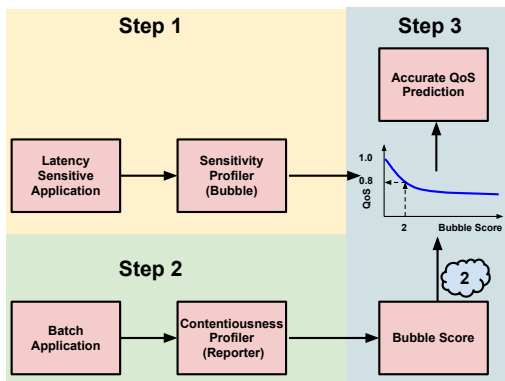 Step 1
Latency
Sensitive
Application
Sensitivity
Profiler
(Bubble)
Step 2
Batch
Application
Contentiousness
Profiler
(Reporter)
Step 3
Accurate QoS
Prediction
1.0
0.8
QoS
2
Bubble Score
2
Bubble Score